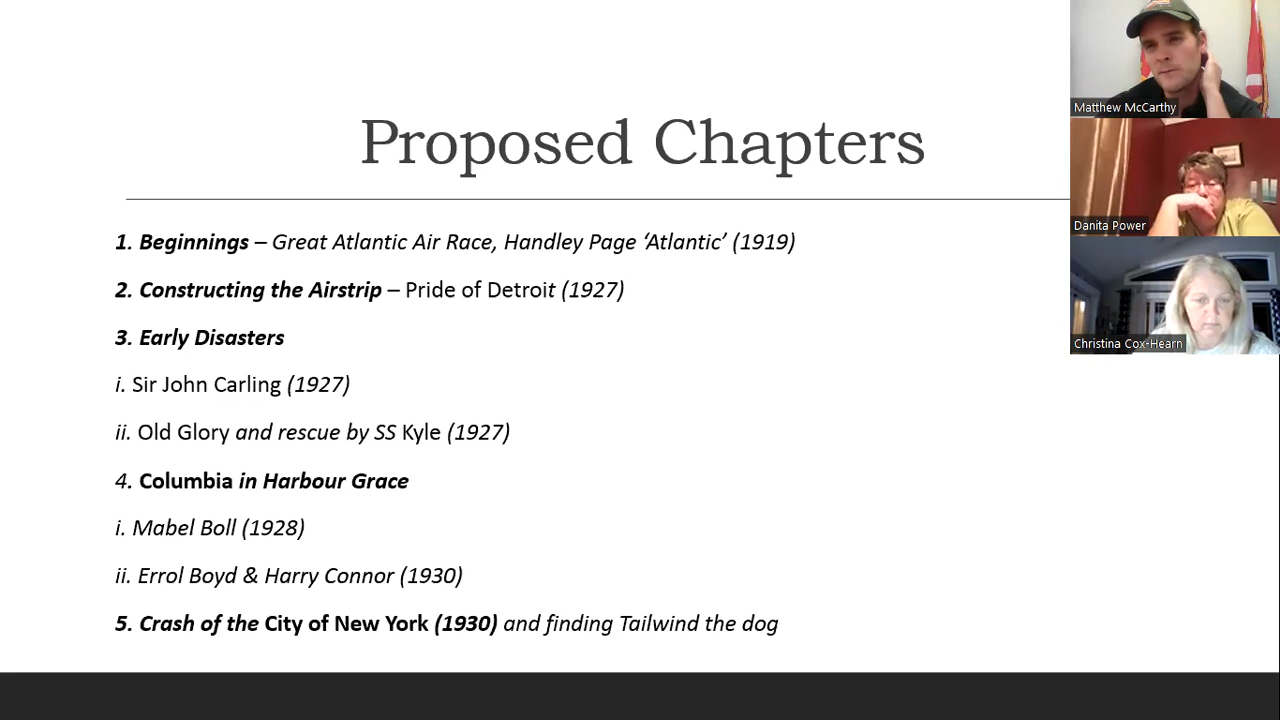 Proposed Chapters
1. Beginnings – Great Atlantic Air Race, Handley Page ‘Atlantic’ (1919)
2. Constructing the Airstrip – Pride of Detroit (1927)
3. Early Disasters
i. Sir John Carling (1927)
ii. Old Glory and rescue by SS Kyle (1927)
4. Columbia in Harbour Grace
i. Mabel Boll (1928)
ii. Errol Boyd & Harry Connor (1930)
5. Crash of the City of New York (1930) and finding Tailwind the dog
Matthew McCarthy
Danita Power
Christina Cox-Hearn